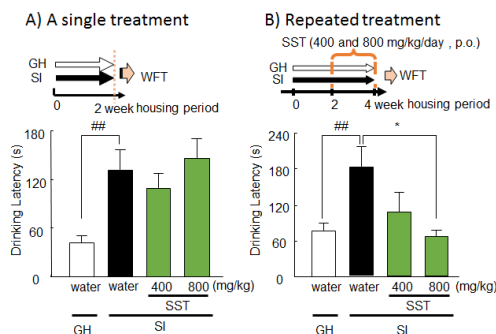 A) A single treatment
GH
SI
WFT
0
2 week housing period
Drinking Latency (s)
180
120
60
0
##
water
water
400
800
(mg/kg)
SST
GH
SI
B) Repeated treatment
SST (400 and 800 mg/kg/day , p.o.)
GH
SI
WFT
0
2
4 week housing period
Drinking Latency (s)
240
180
120
60
0
##
*
water
water
400
800
(mg/kg)
SST
GH
SI